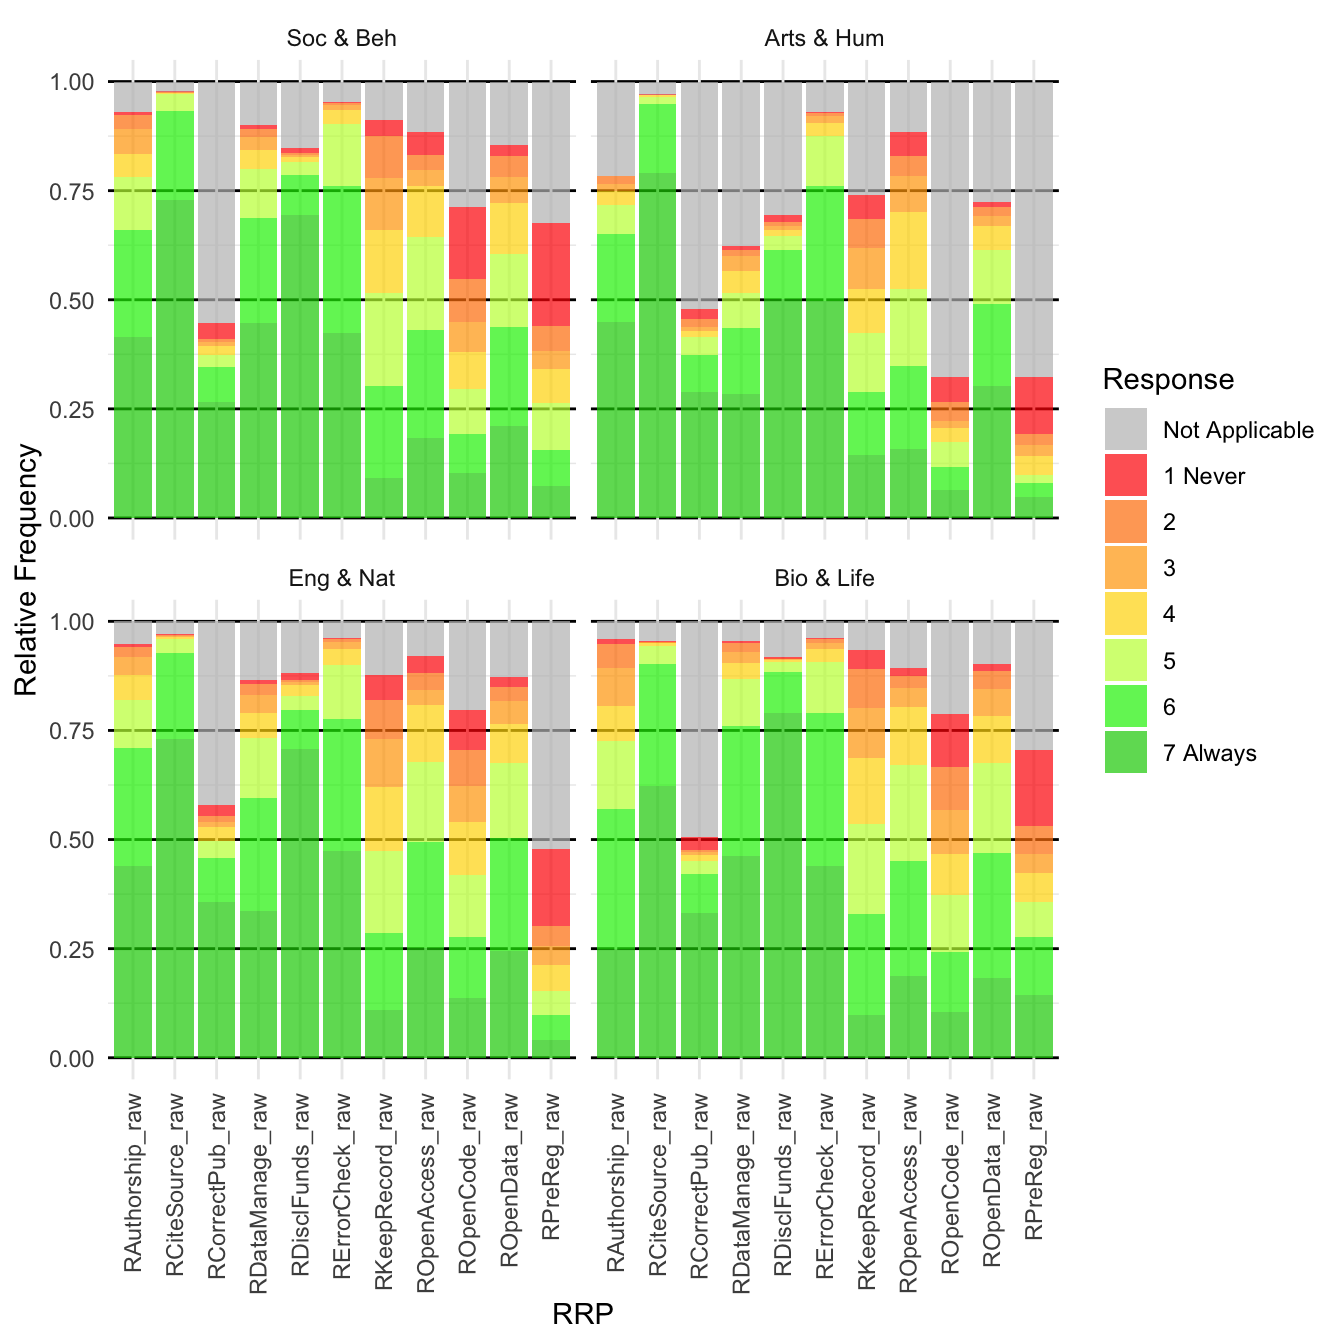 Soc & Beh
Arts & Hum
1.00
0.75
0.50
0.25
0.00
Eng & Nat
Bio & Life
1.00
0.75
0.50
0.25
0.00
Relative Frequency
RAuthorship_raw
RCiteSource_raw
RCorrectPub_raw
RDataManage_raw
RDisclFunds_raw
RErrorCheck_raw
RKeepRecord_raw
ROpenAccess_raw
ROpenCode_raw
ROpenData_raw
RPreReg_raw
RAuthorship_raw
RCiteSource_raw
RCorrectPub_raw
RDataManage_raw
RDisclFunds_raw
RErrorCheck_raw
RKeepRecord_raw
ROpenAccess_raw
ROpenCode_raw
ROpenData_raw
RPreReg_raw
RRP
Response
Not Applicable
1 Never
2
3
4
5
6
7 Always